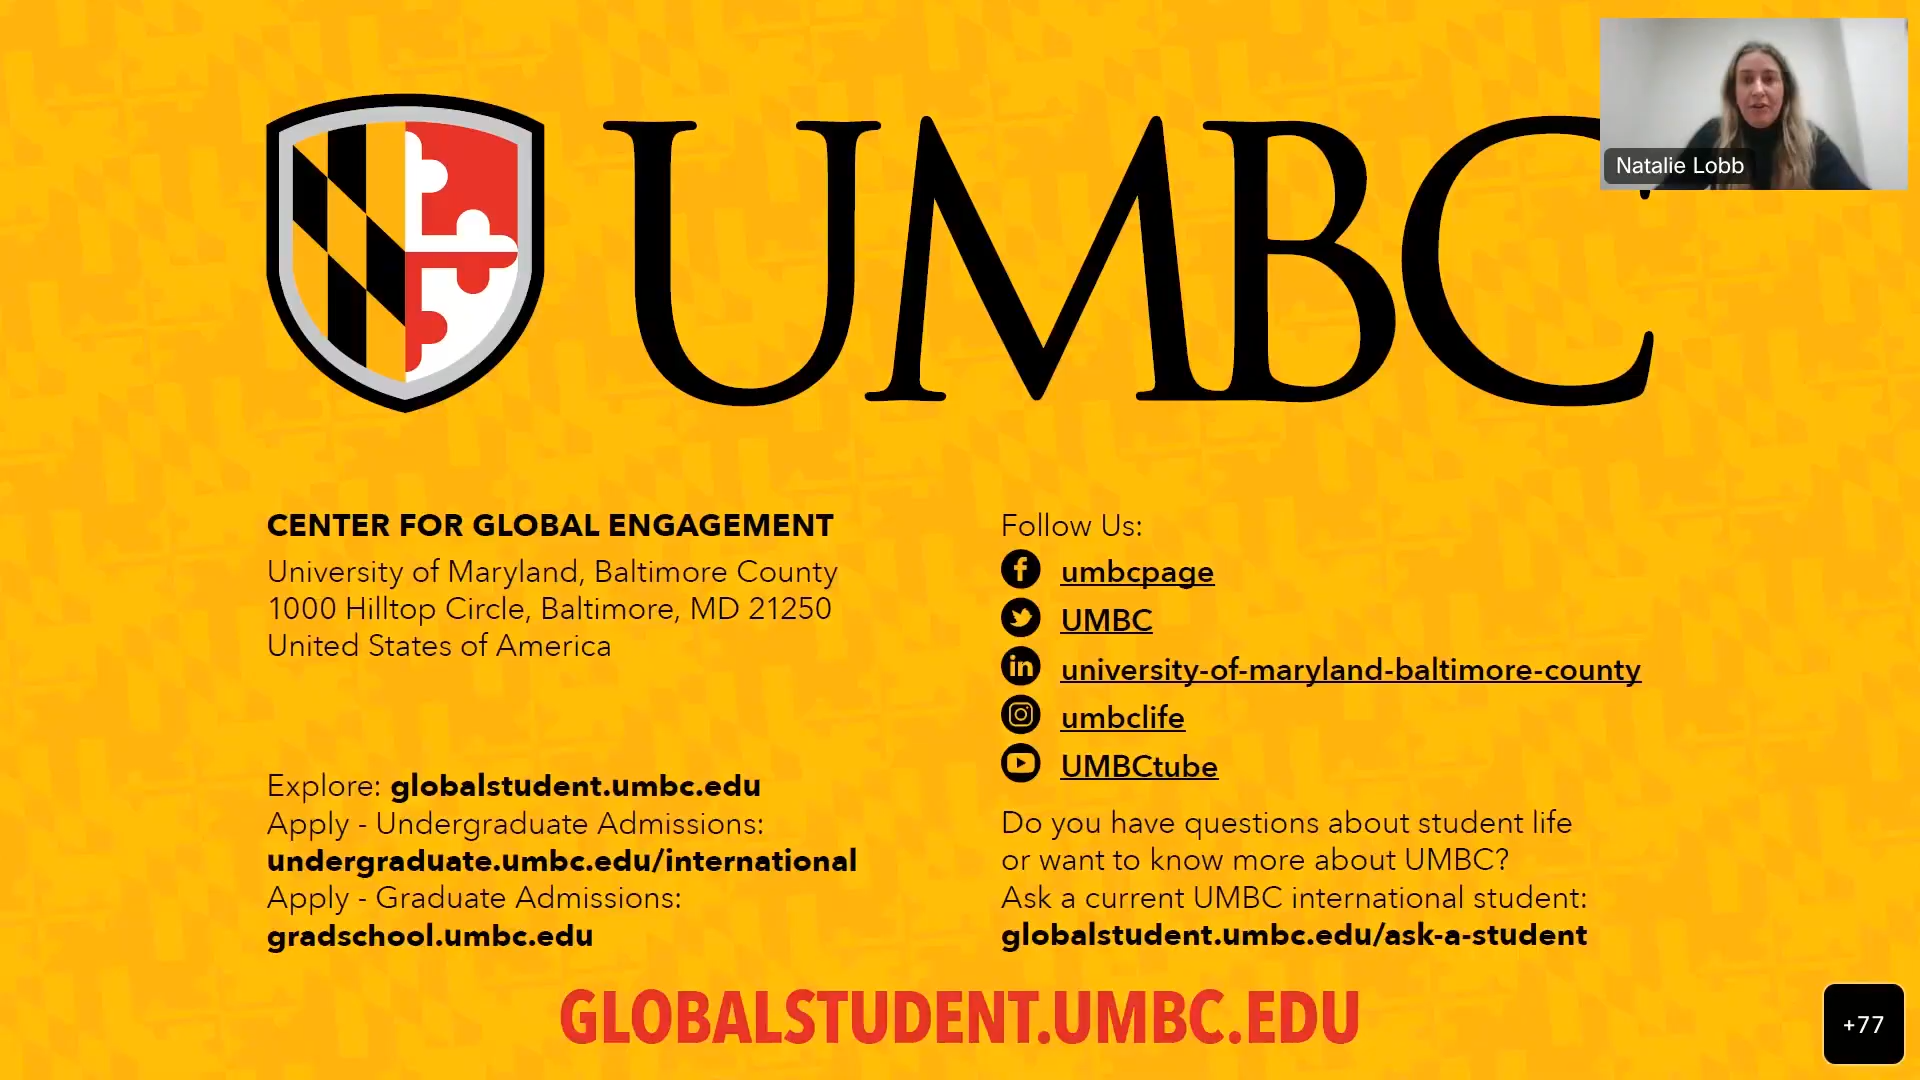 UMBC
Natalie Lobb
CENTER FOR GLOBAL ENGAGEMENT
University of Maryland, Baltimore County
1000 Hilltop Circle, Baltimore, MD 21250
United States of America
Explore: globalstudent.umbc.edu
Apply - Undergraduate Admissions:
undergraduate.umbc.edu/international
Apply - Graduate Admissions:
gradschool.umbc.edu
Follow Us:
umbcpage
UMBC
university-of-maryland-baltimore-county
umbclife
UMBCtube
Do you have questions about student life
or want to know more about UMBC?
Ask a current UMBC international student:
globalstudent.umbc.edu/ask-a-student
GLOBALSTUDENT.UMBC.EDU
+77